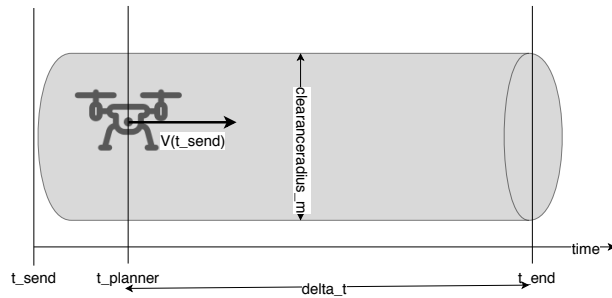 V(t_send)
clearanceradius_m
time
t_send
t_planner
t_end
delta_t